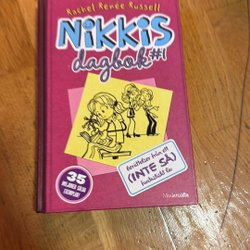 Rachel Renée Russell
NiKKiS
dagbok #1
35
MILJONER SÅLDA
EXEMPLAR!
Berättelser från ett
(INTE SÅ)
fantastiskt liv